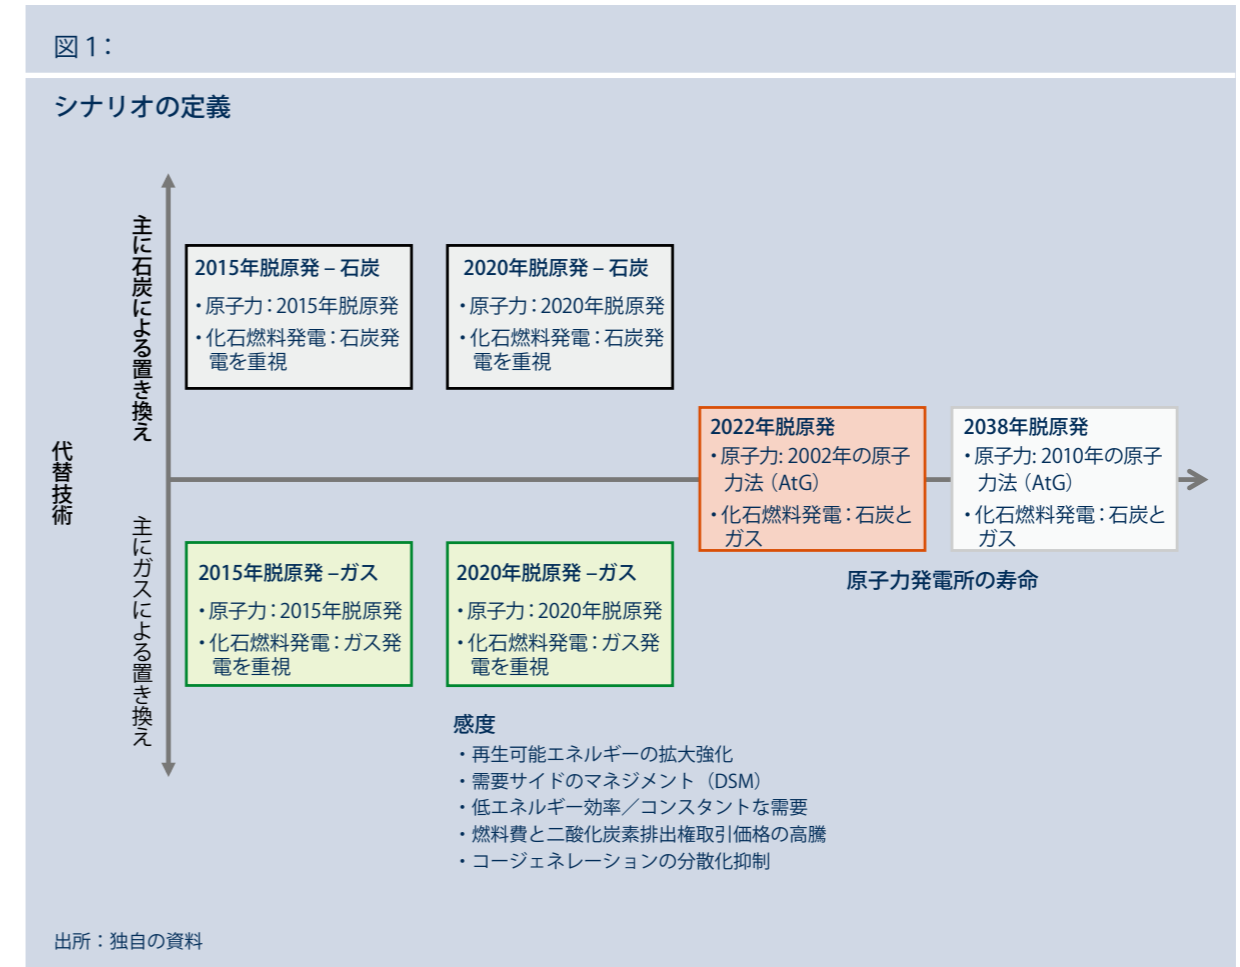 図1：
シナリオの定義
代替技術
主に石炭による置き換え
主にガスによる置き換え
2015年脱原発 – 石炭
・原子力：2015年脱原発
・化石燃料発電：石炭発
電を重視
2020年脱原発 – 石炭
・原子力：2020年脱原発
・化石燃料発電：石炭発
電を重視
2022年脱原発
・原子力: 2002年の原子
力法（AtG）
・化石燃料発電：石炭と
ガス
2038年脱原発
・原子力: 2010年の原子
力法（AtG）
・化石燃料発電：石炭と
ガス
原子力発電所の寿命
2015年脱原発 –ガス
・原子力：2015年脱原発
・化石燃料発電：ガス発
電を重視
2020年脱原発 –ガス
・原子力：2020年脱原発
・化石燃料発電：ガス発
電を重視
感度
・再生可能エネルギーの拡大強化
・需要サイドのマネジメント（DSM）
・低エネルギー効率／コンスタントな需要
・燃料費と二酸化炭素排出権取引価格の高騰
・コージェネレーションの分散化抑制
出所：独自の資料